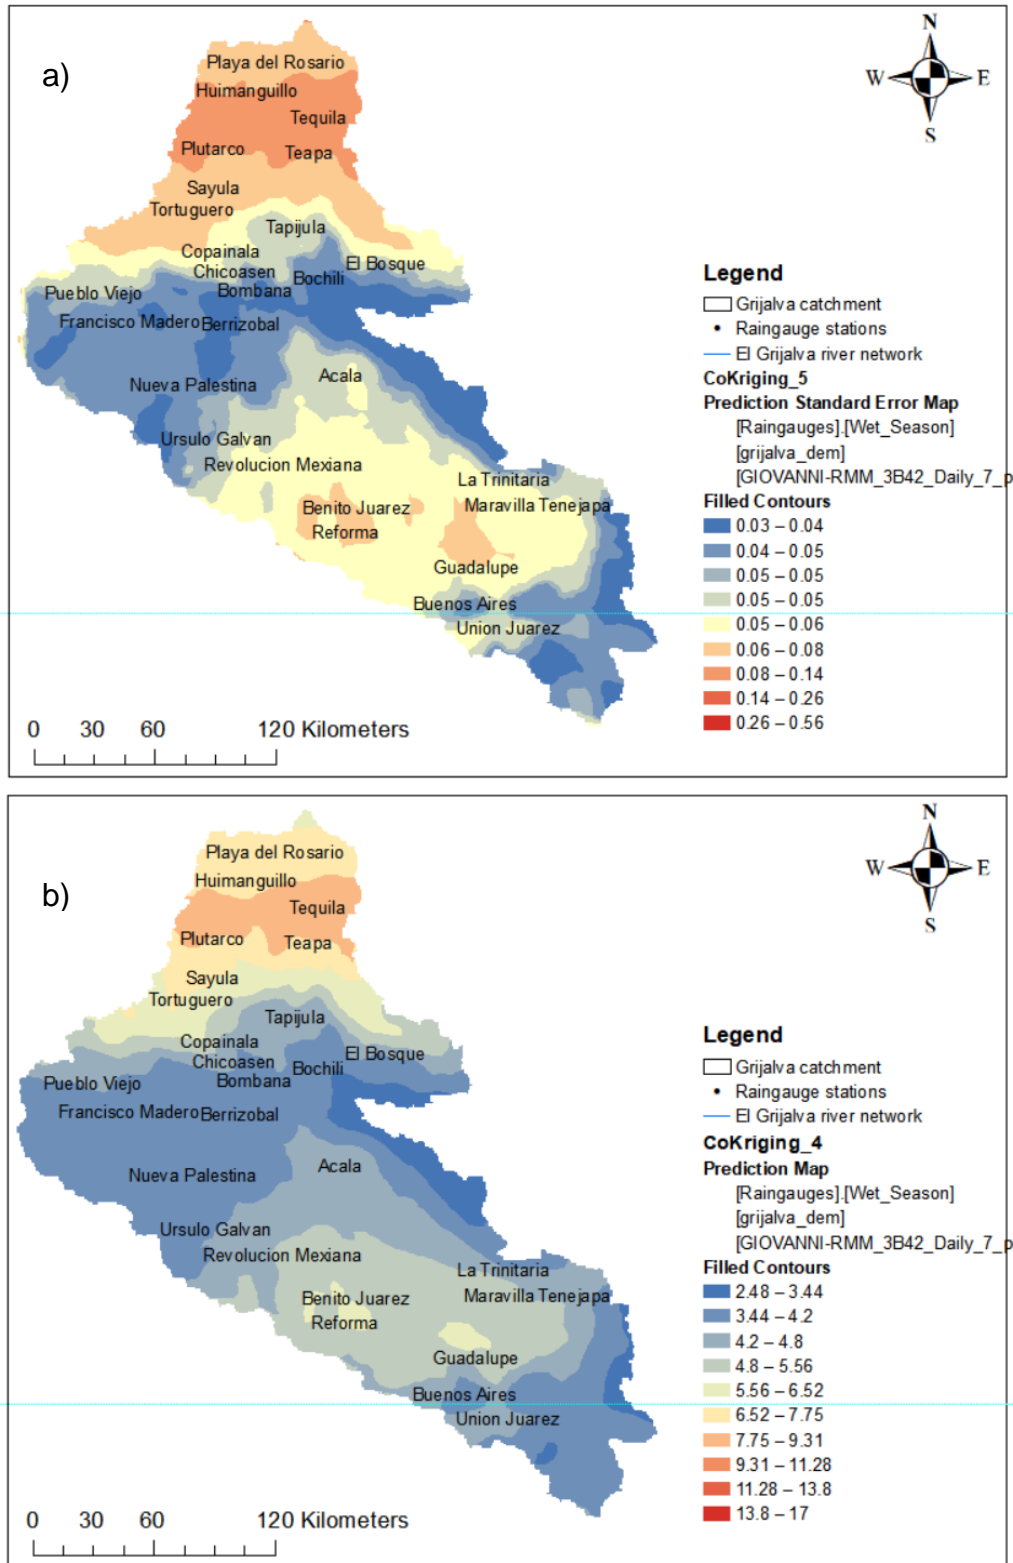 a)
N
W E
S
Playa del Rosario
Huimanguillo
Tequila
Plutarco
Teapa
Sayula
Tortuguero
Tapijula
Copainala
El Bosque
Chicoasen
Bochili
Bombana
Pueblo Viejo
Francisco Madero
Berrizobal
Acala
Nueva Palestina
Ursulo Galvan
Revolucion Mexiana
La Trinitaria
Maravilla Tenejapa
Benito Juarez
Reforma
Guadalupe
Buenos Aires
Union Juarez
0 30 60 120 Kilometers
Legend
Grijalva catchment
Raingauge stations
El Grijalva river network
CoKriging_5
Prediction Standard Error Map
[Raingauges].[Wet_Season]
[grijalva_dem]
[GIOVANNI-RMM_3B42_Daily_7_p
Filled Contours
0.03 – 0.04
0.04 – 0.05
0.05 – 0.05
0.05 – 0.05
0.05 – 0.06
0.06 – 0.08
0.08 – 0.14
0.14 – 0.26
0.26 – 0.56
b)
N
W E
S
Playa del Rosario
Huimanguillo
Tequila
Plutarco
Teapa
Sayula
Tortuguero
Tapijula
Copainala
El Bosque
Chicoasen
Bochili
Bombana
Pueblo Viejo
Francisco Madero
Berrizobal
Acala
Nueva Palestina
Ursulo Galvan
Revolucion Mexiana
La Trinitaria
Maravilla Tenejapa
Benito Juarez
Reforma
Guadalupe
Buenos Aires
Union Juarez
0 30 60 120 Kilometers
Legend
Grijalva catchment
Raingauge stations
El Grijalva river network
CoKriging_4
Prediction Map
[Raingauges].[Wet_Season]
[grijalva_dem]
[GIOVANNI-RMM_3B42_Daily_7_p
Filled Contours
2.48 – 3.44
3.44 – 4.2
4.2 – 4.8
4.8 – 5.56
5.56 – 6.52
6.52 – 7.75
7.75 – 9.31
9.31 – 11.28
11.28 – 13.8
13.8 – 17